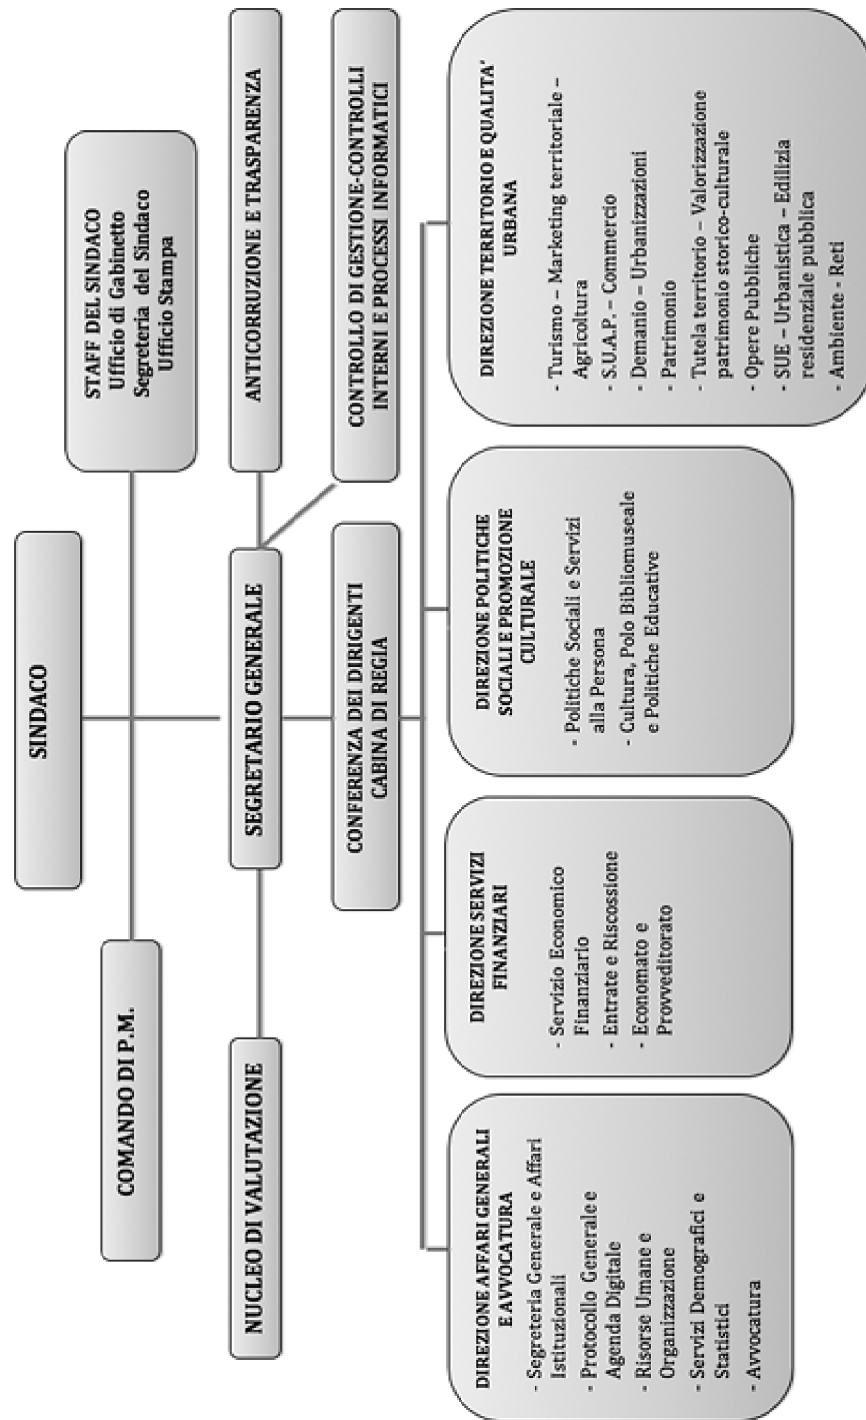 SINDACO
STAFF DEL SINDACO
Ufficio di Gabinetto
Segreteria del Sindaco
Ufficio Stampa
COMANDO DI P.M.
NUCLEO DI VALUTAZIONE
SEGRETARIO GENERALE
ANTICORRUZIONE E TRASPARENZA
CONFERENZA DEI DIRIGENTI
CABINA DI REGIA
CONTROLLO DI GESTIONE-CONTROLLI
INTERNI E PROCESSI INFORMATICI
DIREZIONE AFFARI GENERALI
E AVVOCATURA
- Segreteria Generale e Affari
Istituzionali
- Protocollo Generale e
Agenda Digitale
- Risorse Umane e
Organizzazione
- Servizi Demografici e
Statistici
- Avvocatura
DIREZIONE SERVIZI
FINANZIARI
- Servizio Economico
Finanziario
- Entrate e Riscossione
- Economato e
Provveditorato
DIREZIONE POLITICHE
SOCIALI E PROMOZIONE
CULTURALE
- Politiche Sociali e Servizi
alla Persona
- Cultura, Polo Bibliomuseale
e Politiche Educative
DIREZIONE TERRITORIO E QUALITA'
URBANA
- Turismo – Marketing territoriale –
Agricoltura
- S.U.A.P. – Commercio
- Demanio – Urbanizzazioni
- Patrimonio
- Tutela territorio – Valorizzazione
patrimonio storico-culturale
- Opere Pubbliche
- SUE – Urbanistica – Edilizia
residenziale pubblica
- Ambiente - Reti